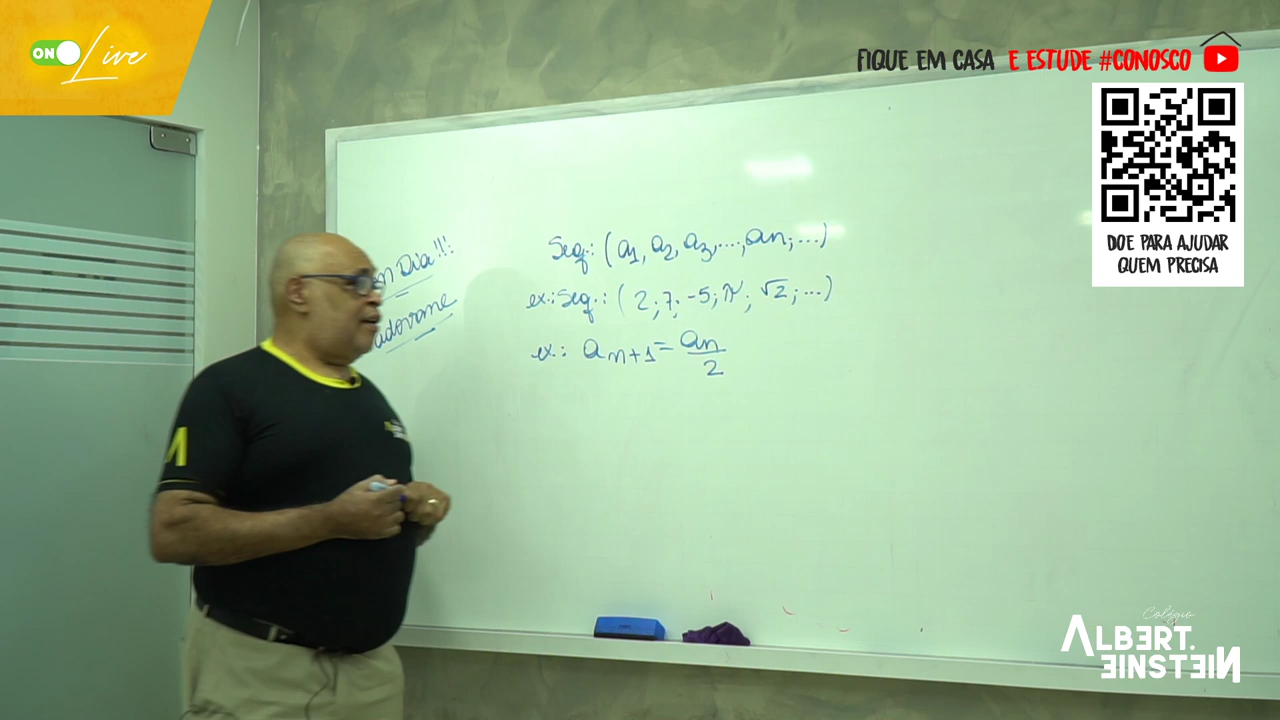 ON Live
FIQUE EM CASA E ESTUDE #CONOSCO
DOE PARA AJUDAR
QUEM PRECISA
Dia!!!
Seq.: (a₁, a₂, a₃, ..., an, ...)
ex.: Seq.: (2; 7; -5; π; √2; ...)
ex.: a n+1 = an/2
Colégio
ALBERT.
EINSTEIN